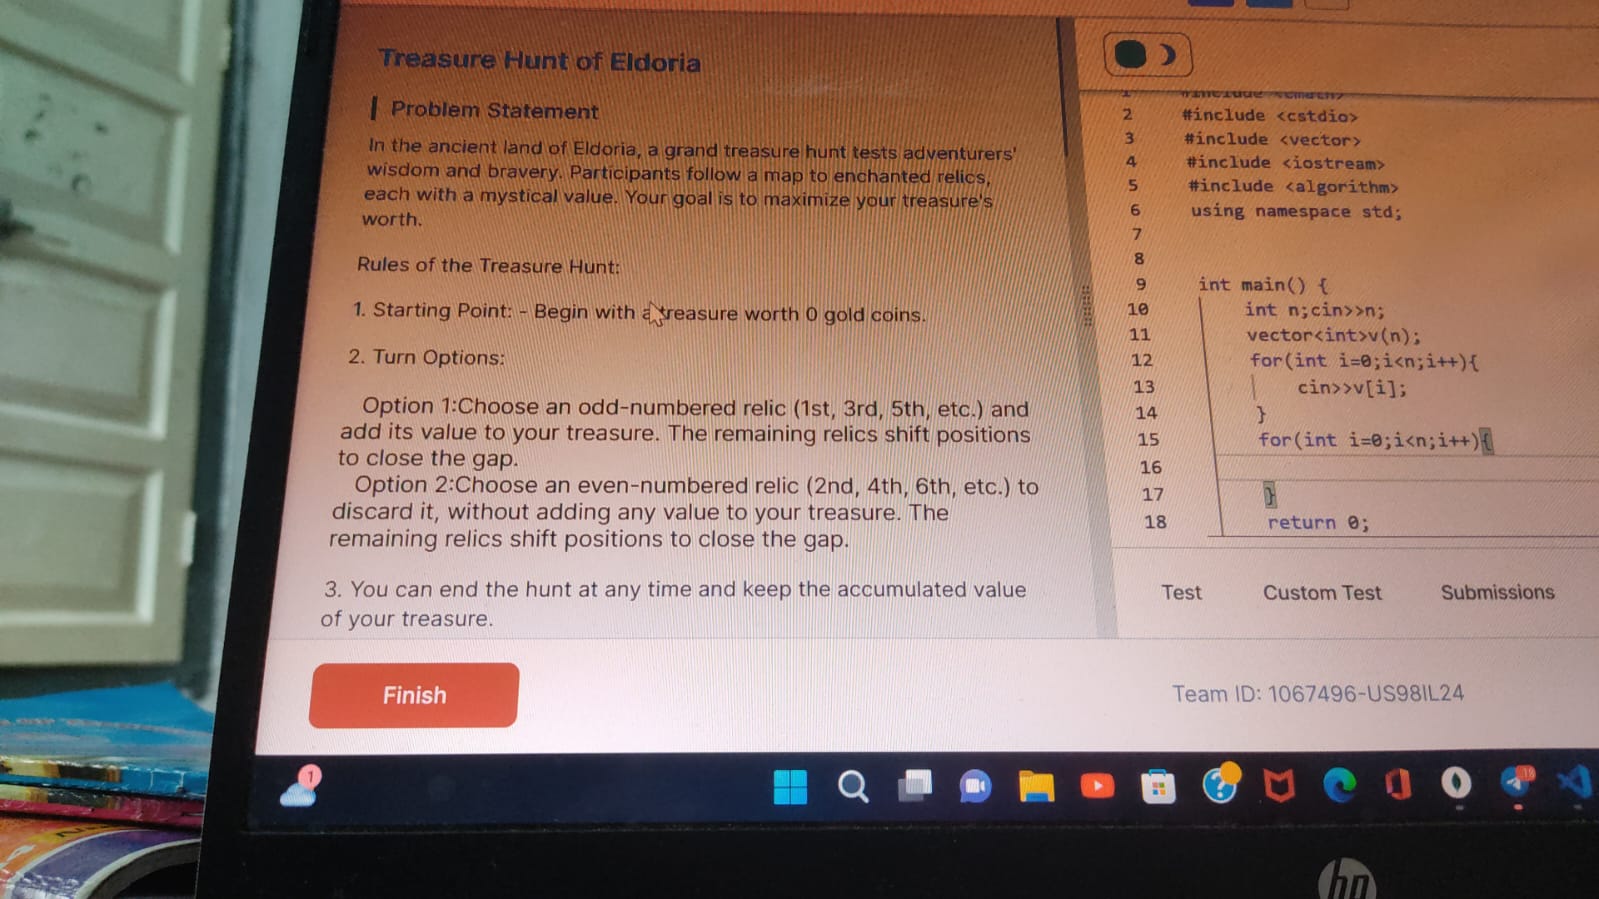 Treasure Hunt of Eldoria
Problem Statement
In the ancient land of Eldoria, a grand treasure hunt tests adventurers'
wisdom and bravery. Participants follow a map to enchanted relics,
each with a mystical value. Your goal is to maximize your treasure's
worth.
Rules of the Treasure Hunt:
1. Starting Point: - Begin with a treasure worth 0 gold coins.
2. Turn Options:
Option 1:Choose an odd-numbered relic (1st, 3rd, 5th, etc.) and
add its value to your treasure. The remaining relics shift positions
to close the gap.
Option 2:Choose an even-numbered relic (2nd, 4th, 6th, etc.) to
discard it, without adding any value to your treasure. The
remaining relics shift positions to close the gap.
3. You can end the hunt at any time and keep the accumulated value
of your treasure.
Finish
1 #include <cmath>
2 #include <cstdio>
3 #include <vector>
4 #include <iostream>
5 #include <algorithm>
6 using namespace std;
7
8
9 int main() {
10 int n;cin>>n;
11 vector<int>v(n);
12 for(int i=0;i<n;i++){
13 cin>>v[i];
14 }
15 for(int i=0;i<n;i++){
16
17 }
18 return 0;
Test Custom Test Submissions
Team ID: 1067496-US98IL24
1
18
hp